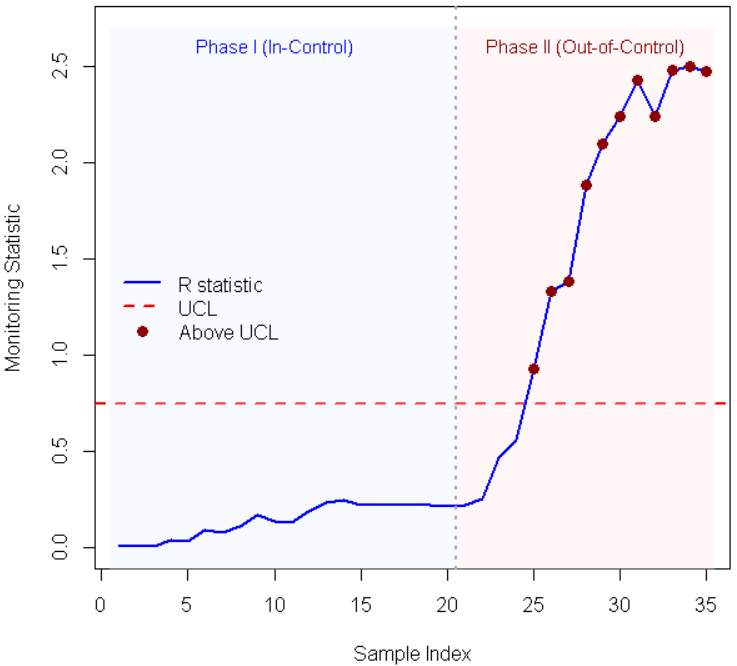 Phase I (In-Control)
Phase II (Out-of-Control)
2.5
2.0
1.5
1.0
0.5
0.0
Monitoring Statistic
R statistic
UCL
Above UCL
0 5 10 15 20 25 30 35
Sample Index